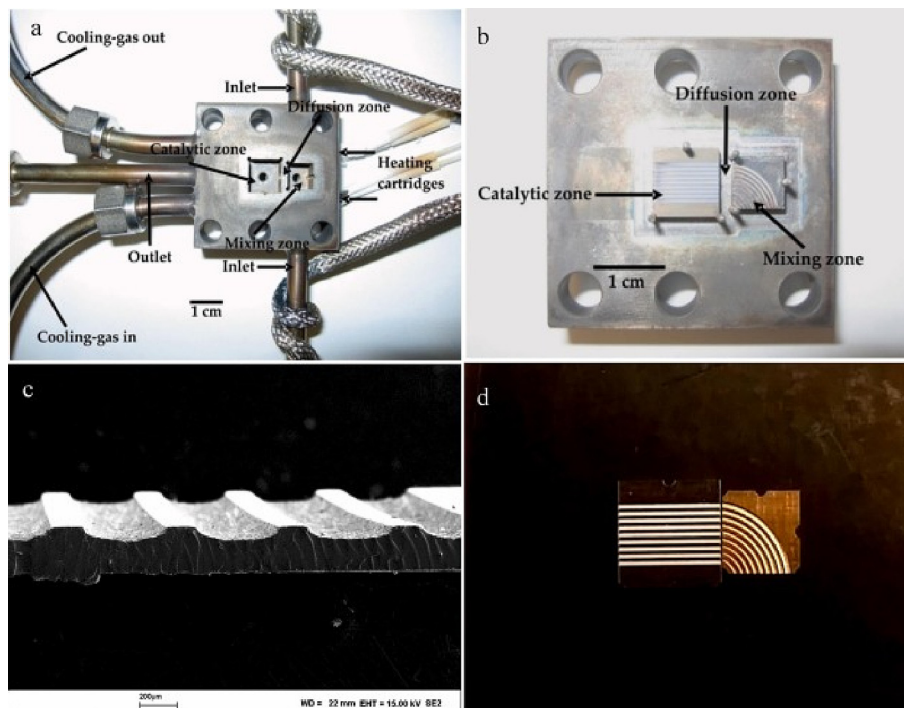 a
Cooling-gas out
Inlet
Diffusion zone
Catalytic zone
Heating
cartridges
Mixing zone
Outlet
Inlet
1 cm
Cooling-gas in
b
Diffusion zone
Catalytic zone
Mixing zone
1 cm
c
200µm
WD = 22 mm EHT = 15.00 kV SE2
d